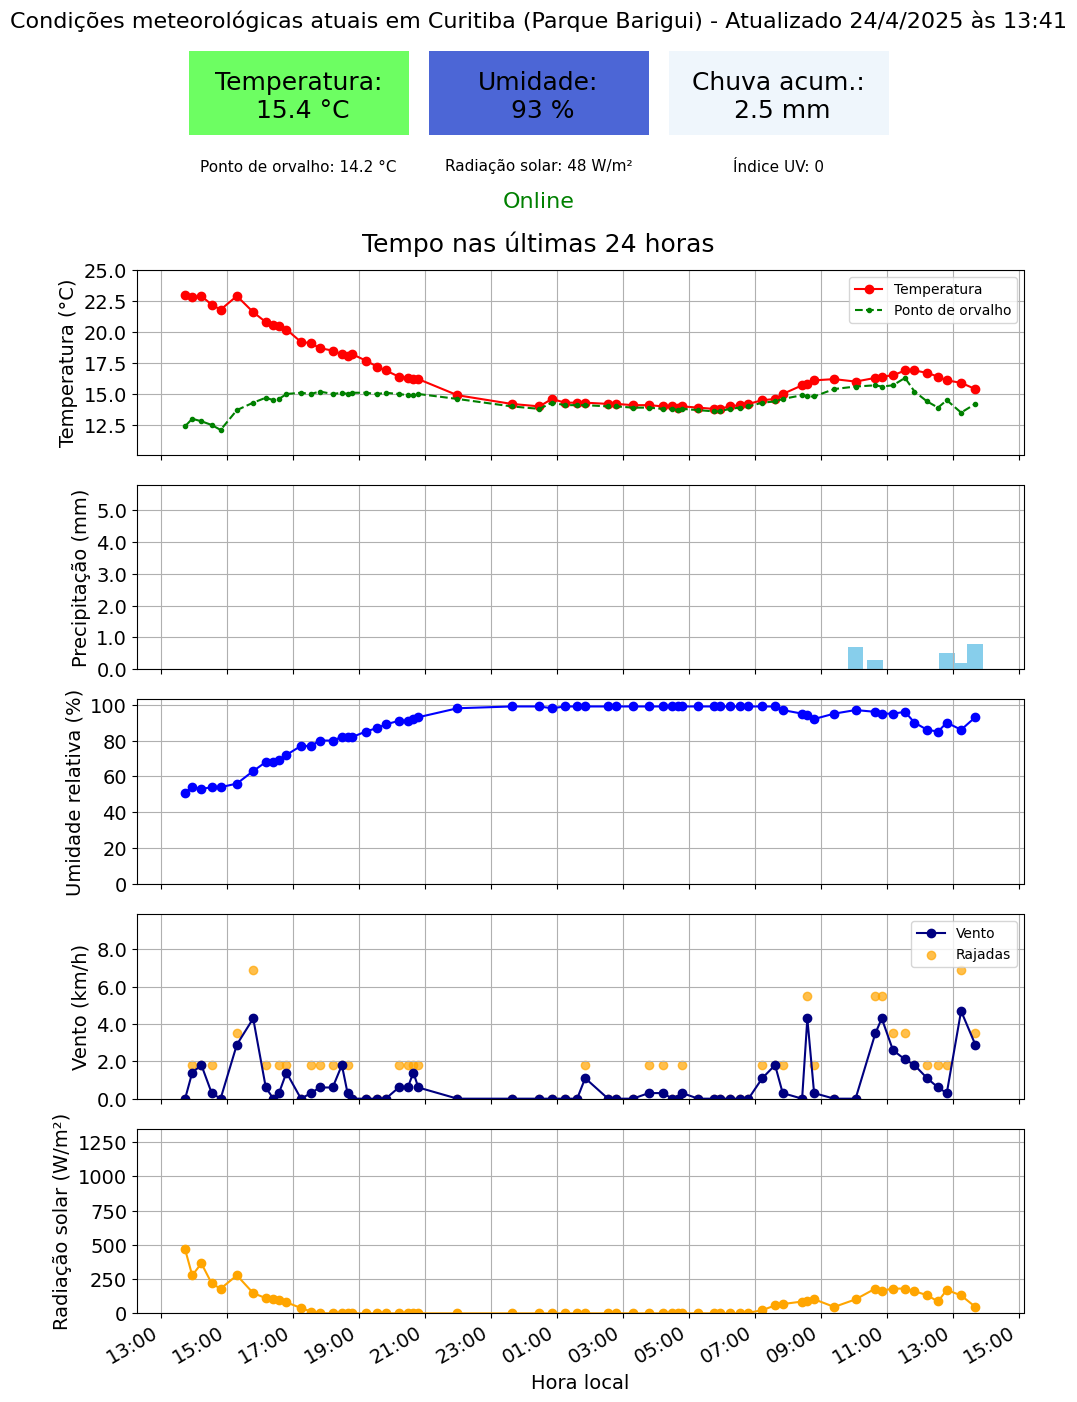 Condições meteorológicas atuais em Curitiba (Parque Barigui) - Atualizado 24/4/2025 às 13:41
Temperatura:
15.4 °C
Umidade:
93 %
Chuva acum.:
2.5 mm
Ponto de orvalho: 14.2 °C
Radiação solar: 48 W/m²
Índice UV: 0
Online
Tempo nas últimas 24 horas
Temperatura (°C)
25.0
22.5
20.0
17.5
15.0
12.5
Temperatura
Ponto de orvalho
Precipitação (mm)
5.0
4.0
3.0
2.0
1.0
0.0
Umidade relativa (%)
100
80
60
40
20
0
Vento (km/h)
8.0
6.0
4.0
2.0
0.0
Vento
Rajadas
Radiação solar (W/m²)
1250
1000
750
500
250
0
13:00
15:00
17:00
19:00
21:00
23:00
01:00
03:00
05:00
07:00
09:00
11:00
13:00
15:00
Hora local